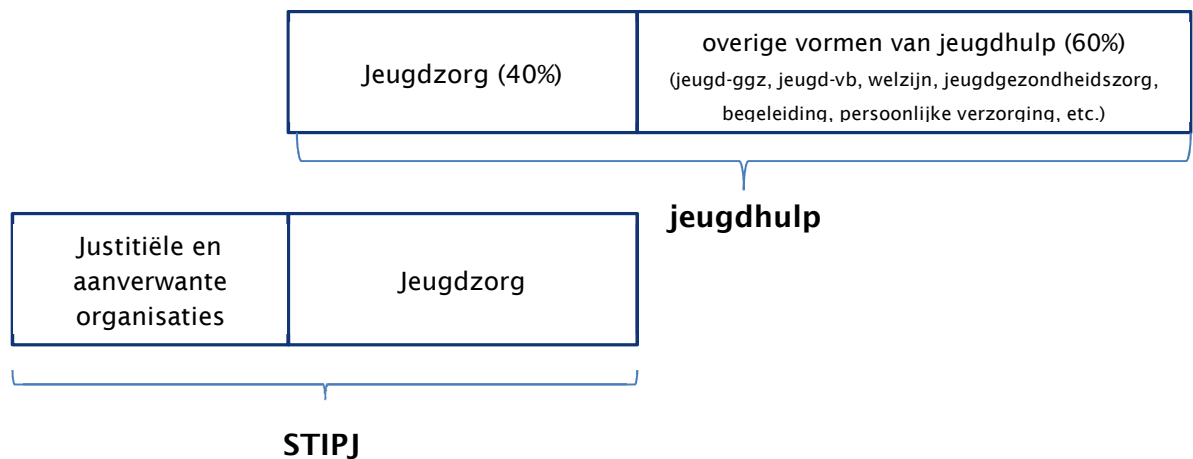 Jeugdzorg (40%)
overige vormen van jeugdhulp (60%)
(jeugd-ggz, jeugd-vb, welzijn, jeugdgezondheidszorg,
begeleiding, persoonlijke verzorging, etc.)
jeugdhulp
Justitiële en
aanverwante
organisaties
Jeugdzorg
STIPJ